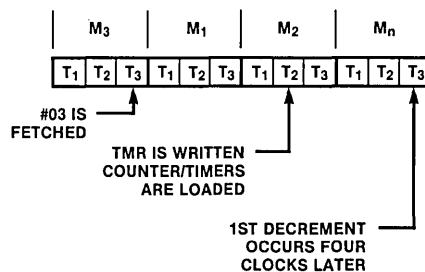 M3 M1 M2 Mn
T1 T2 T3 T1 T2 T3 T1 T2 T3 T1 T2 T3
#03 IS
FETCHED
TMR IS WRITTEN
COUNTER/TIMERS
ARE LOADED
1ST DECREMENT
OCCURS FOUR
CLOCKS LATER